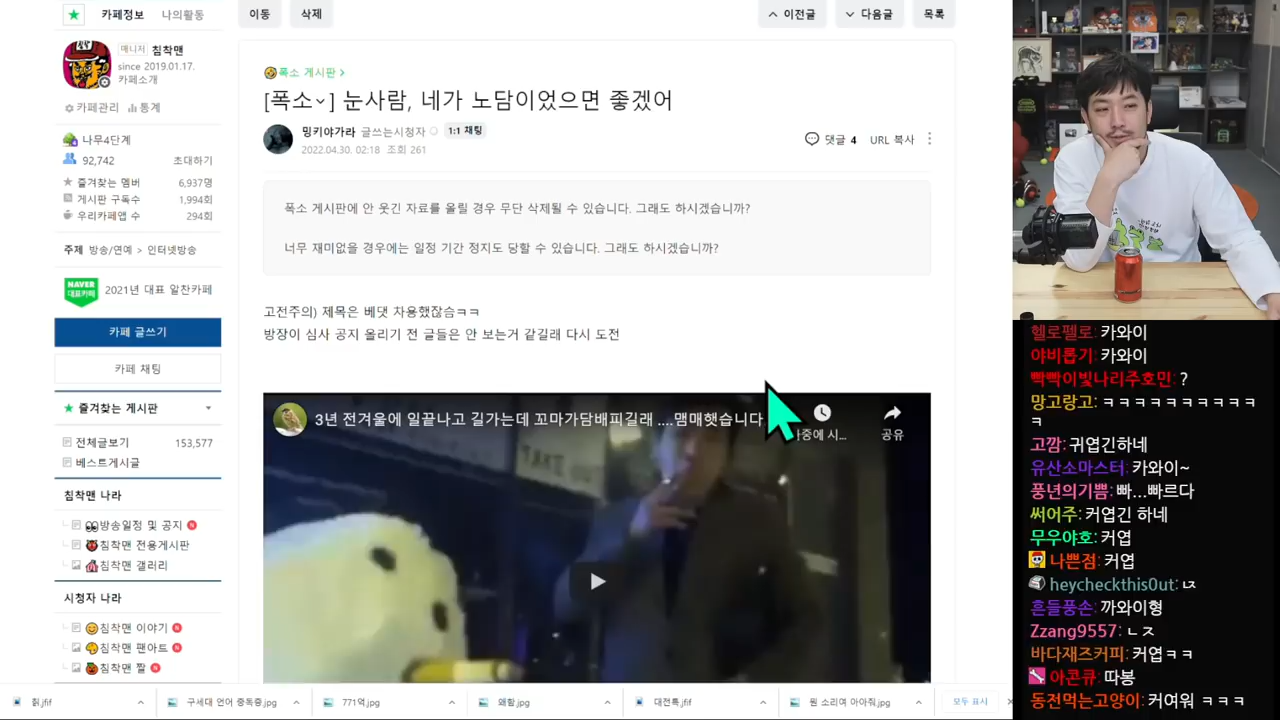 카페정보 나의활동
매니저 침착맨
since 2019.01.17.
카페소개
카페관리 통계
나무4단계
92,742 초대하기
즐겨찾는 멤버 6,937명
게시판 구독수 1,994회
우리카페앱 수 294회
주제 방송/연예 > 인터넷방송
NAVER
대표카페
2021년 대표 알찬카페
카페 글쓰기
카페 채팅
즐겨찾는 게시판
전체글보기 153,577
베스트게시글
침착맨 나라
방송일정 및 공지 N
침착맨 전용게시판
침착맨 갤러리
시청자 나라
침착맨 이야기 N
침착맨 팬아트 N
침착맨 짤 N
이동 삭제 이전글 다음글 목록
폭소 게시판 >
[폭소] 눈사람, 네가 노담이었으면 좋겠어
밍키야가라 글쓰는시청자 1:1 채팅
2022.04.30. 02:18 조회 261
댓글 4 URL 복사
폭소 게시판에 안 웃긴 자료를 올릴 경우 무단 삭제될 수 있습니다. 그래도 하시겠습니까?
너무 재미없을 경우에는 일정 기간 정지도 당할 수 있습니다. 그래도 하시겠습니까?
고전주의) 제목은 베댓 차용했잖슴ㅋㅋ
방장이 심사 공지 올리기 전 글들은 안 보는거 같길래 다시 도전
3년 전겨울에 일끝나고 길가는데 꼬마가담배피길래 ....맴매햇습니다
중에 시... 공유
헬로펠로: 카와이
야비롭기: 카와이
빡빡이빛나리주호민: ?
망고랑고: ㅋㅋㅋㅋㅋㅋㅋㅋㅋㅋ
ㅋ
고깜: 귀엽긴하네
유산소마스터: 카와이~
풍년의기쁨: 빠...빠르다
써어주: 커엽긴 하네
무우야호: 커엽
나쁜점: 커엽
heycheckthis0ut: ㄴㅈ
혼들풍손: 까와이형
Zzang9557: ㄴㅈ
바다재즈커피: 커엽ㅋㅋ
아콘큐: 따봉
동전먹는고양이: 커여워 ㅋㅋㅋ
칡.jfif 구세대 언어 중독증.jpg 왜함.jpg 대전특.jfif 뭔 소리여 아아줘.jpg 모두 표시